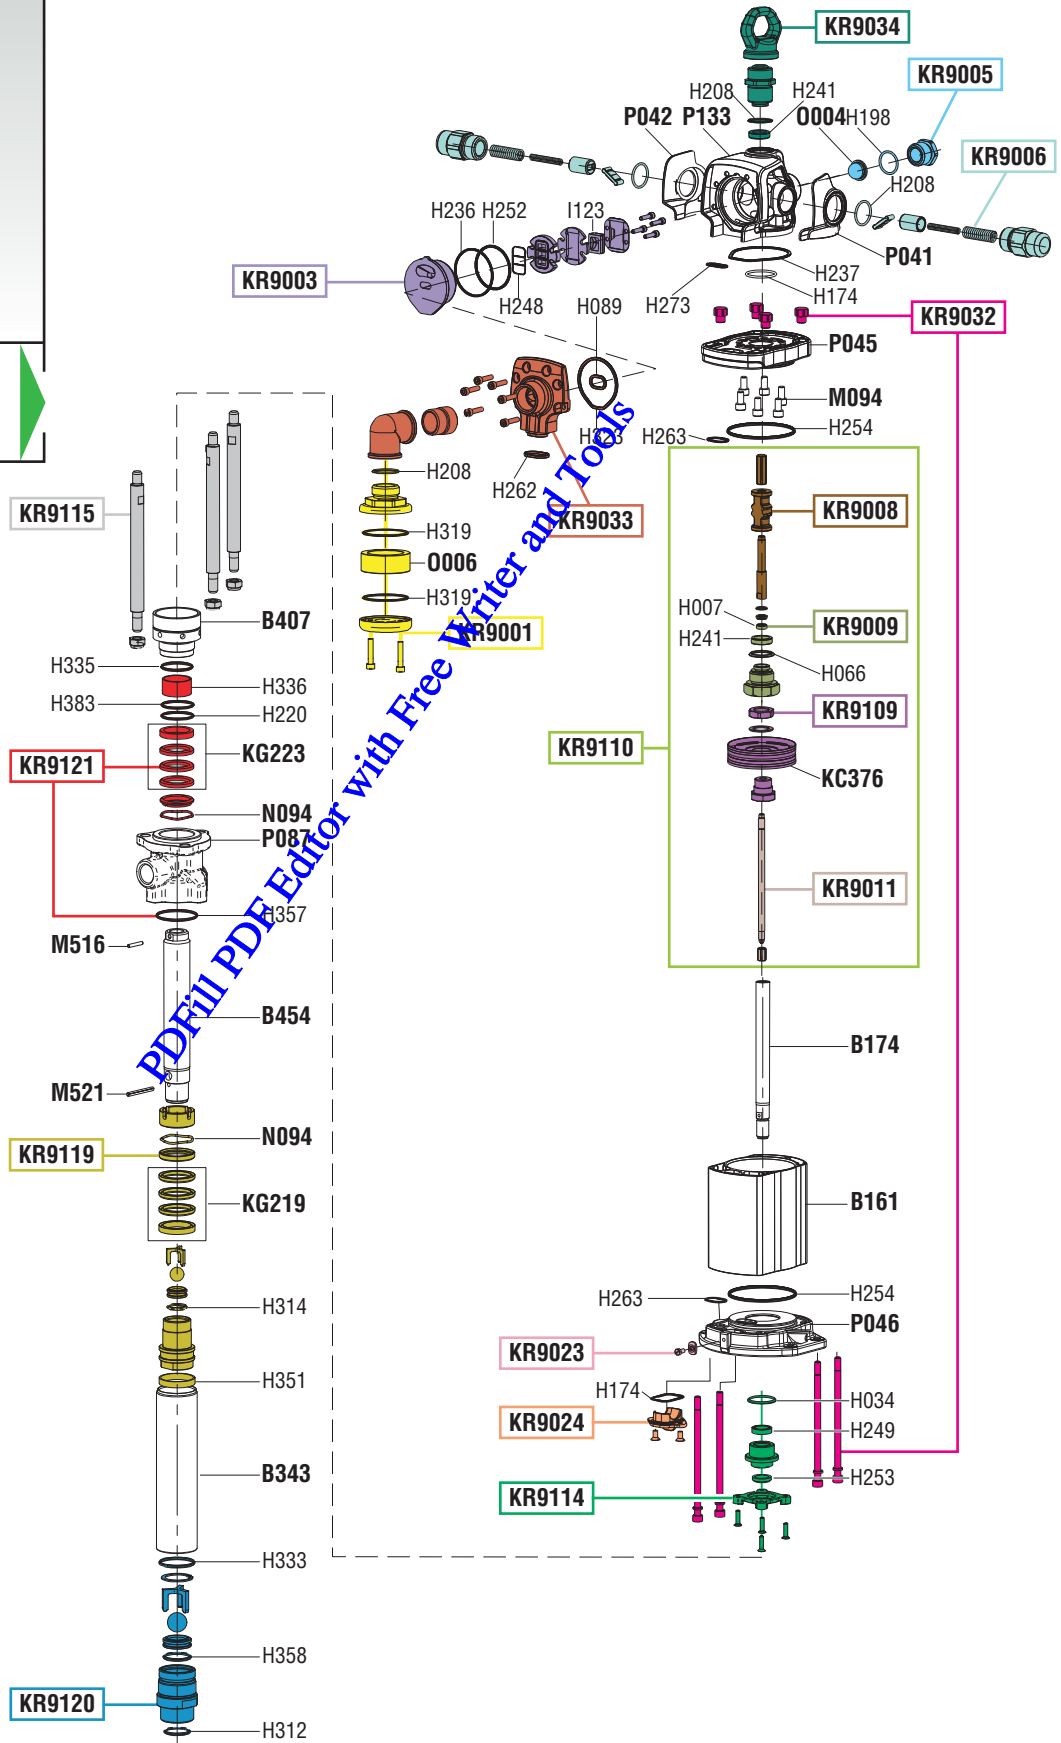 KR9034
KR9005
H208
H241
P042
P133
O004
H198
KR9006
H208
H236
H252
I123
P041
KR9003
H237
H174
H248
H273
H089
KR9032
P045
M094
H323
H263
H254
H208
H262
KR9115
KR9033
KR9008
H319
O006
H319
H007
KR9009
B407
KR9001
H241
H335
H066
H336
H383
H220
KR9109
KG223
KR9110
KR9121
KC376
N094
P087
KR9011
H357
M516
B454
B174
M521
N094
KR9119
KG219
B161
H263
H254
H314
P046
KR9023
H351
H174
H034
KR9024
H249
B343
H253
KR9114
H333
H358
KR9120
H312
PDFill PDF Editor with Free Writer and Tools